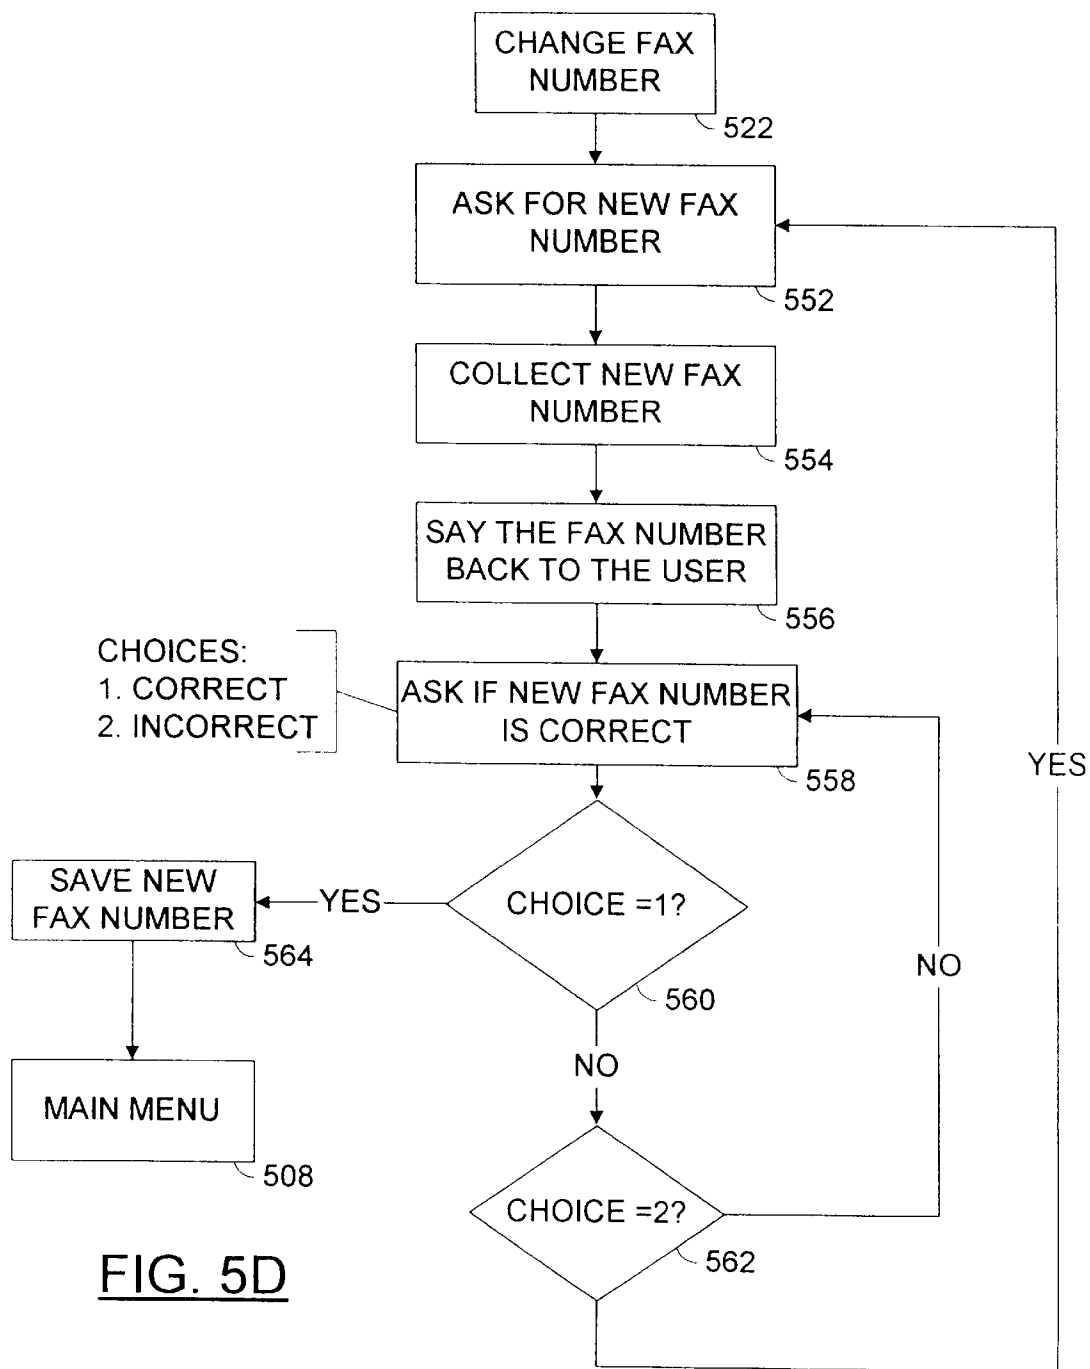 CHANGE FAX
NUMBER
522
ASK FOR NEW FAX
NUMBER
552
COLLECT NEW FAX
NUMBER
554
SAY THE FAX NUMBER
BACK TO THE USER
556
CHOICES:
1. CORRECT
2. INCORRECT
ASK IF NEW FAX NUMBER
IS CORRECT
558
YES
SAVE NEW
FAX NUMBER
564
YES
CHOICE =1?
560
NO
NO
MAIN MENU
508
CHOICE =2?
562
FIG. 5D